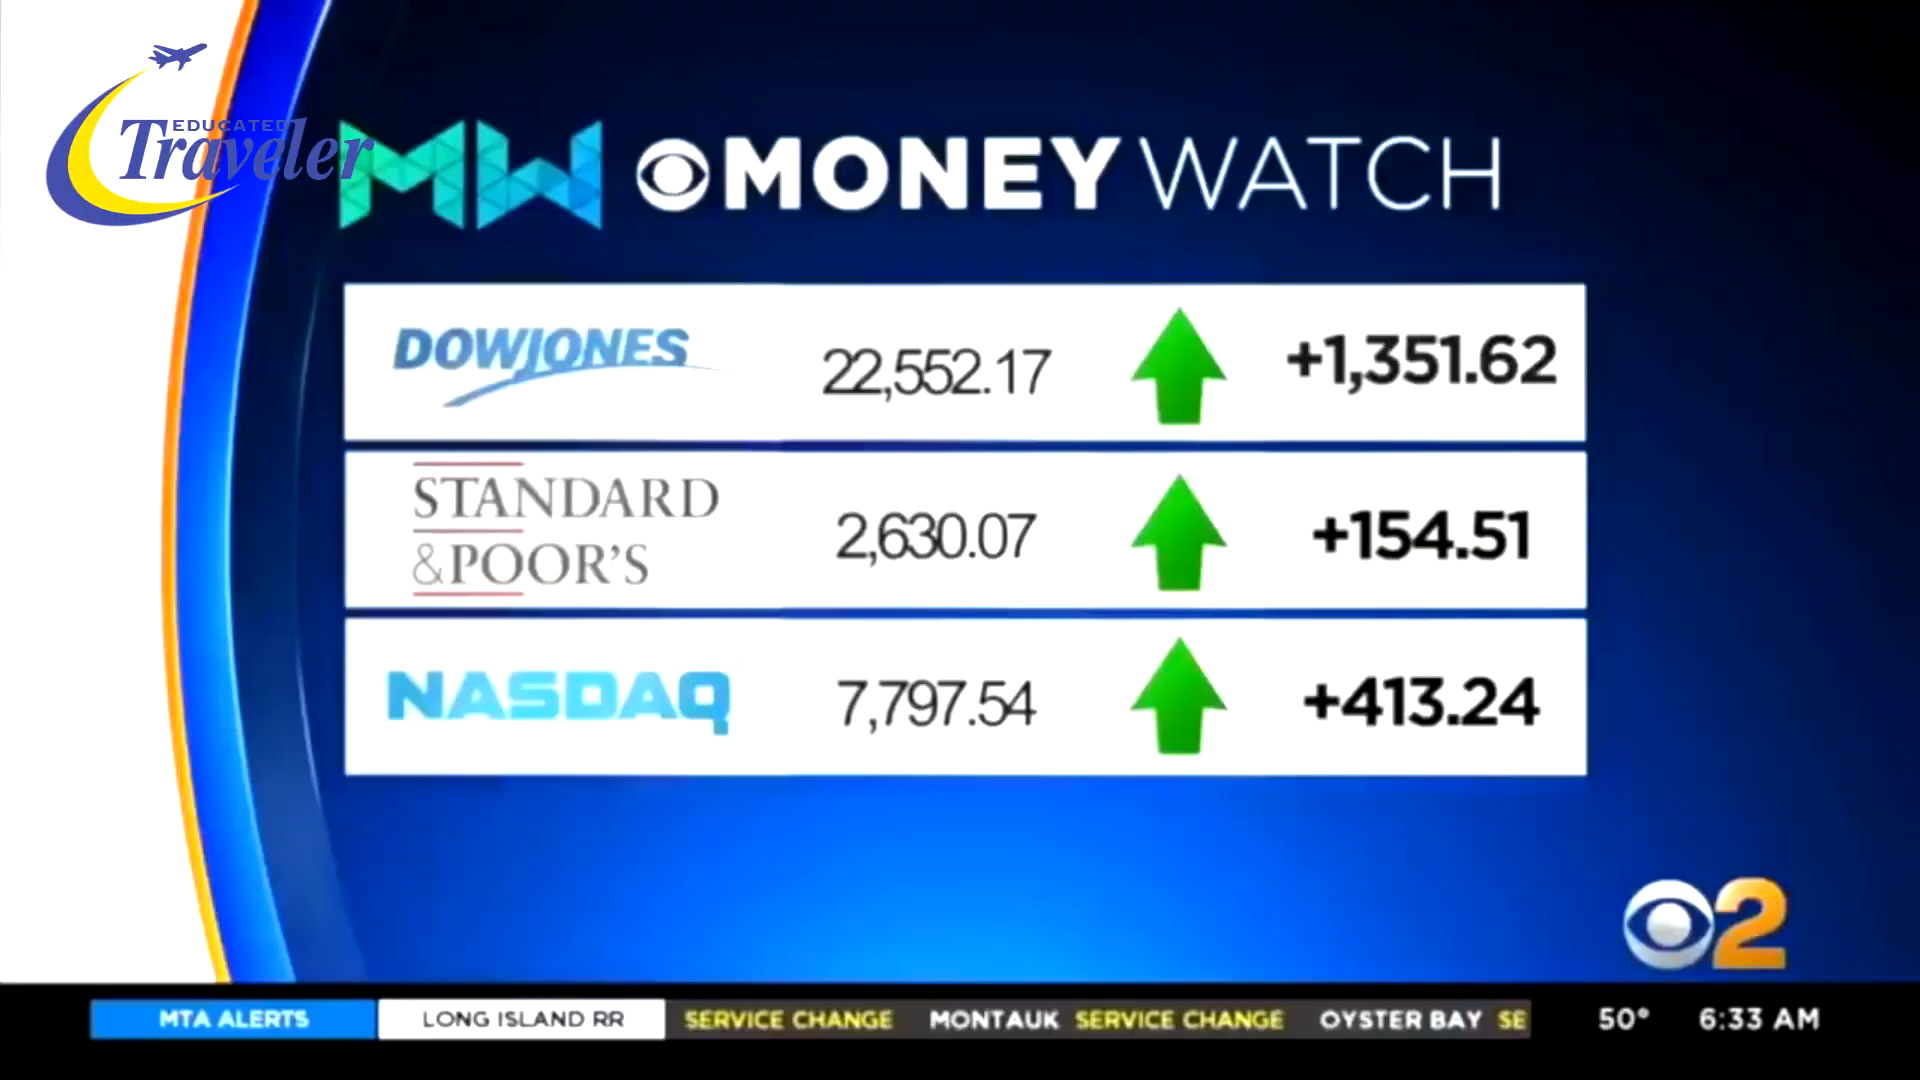 EDUCATED
Traveler
MW MONEYWATCH
DOWJONES 22,552.17 +1,351.62
STANDARD
&POOR'S 2,630.07 +154.51
NASDAQ 7,797.54 +413.24
2
MTA ALERTS LONG ISLAND RR SERVICE CHANGE MONTAUK SERVICE CHANGE OYSTER BAY SE 50° 6:33 AM